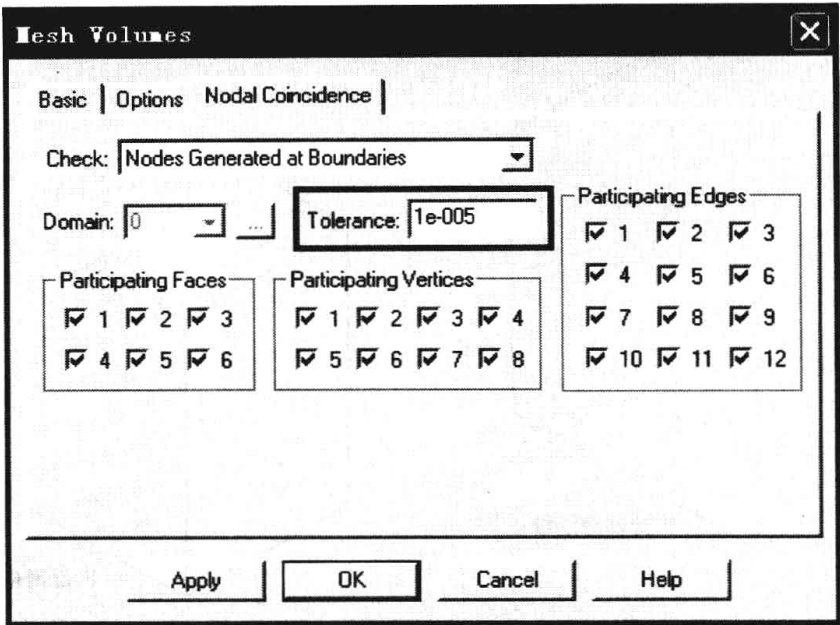 Mesh Volumes
Basic Options Nodal Coincidence
Check: Nodes Generated at Boundaries
Domain: 0 ... Tolerance: 1e-005
Participating Edges
1 2 3
4 5 6
7 8 9
10 11 12
Participating Faces
1 2 3
4 5 6
Participating Vertices
1 2 3 4
5 6 7 8
Apply OK Cancel Help